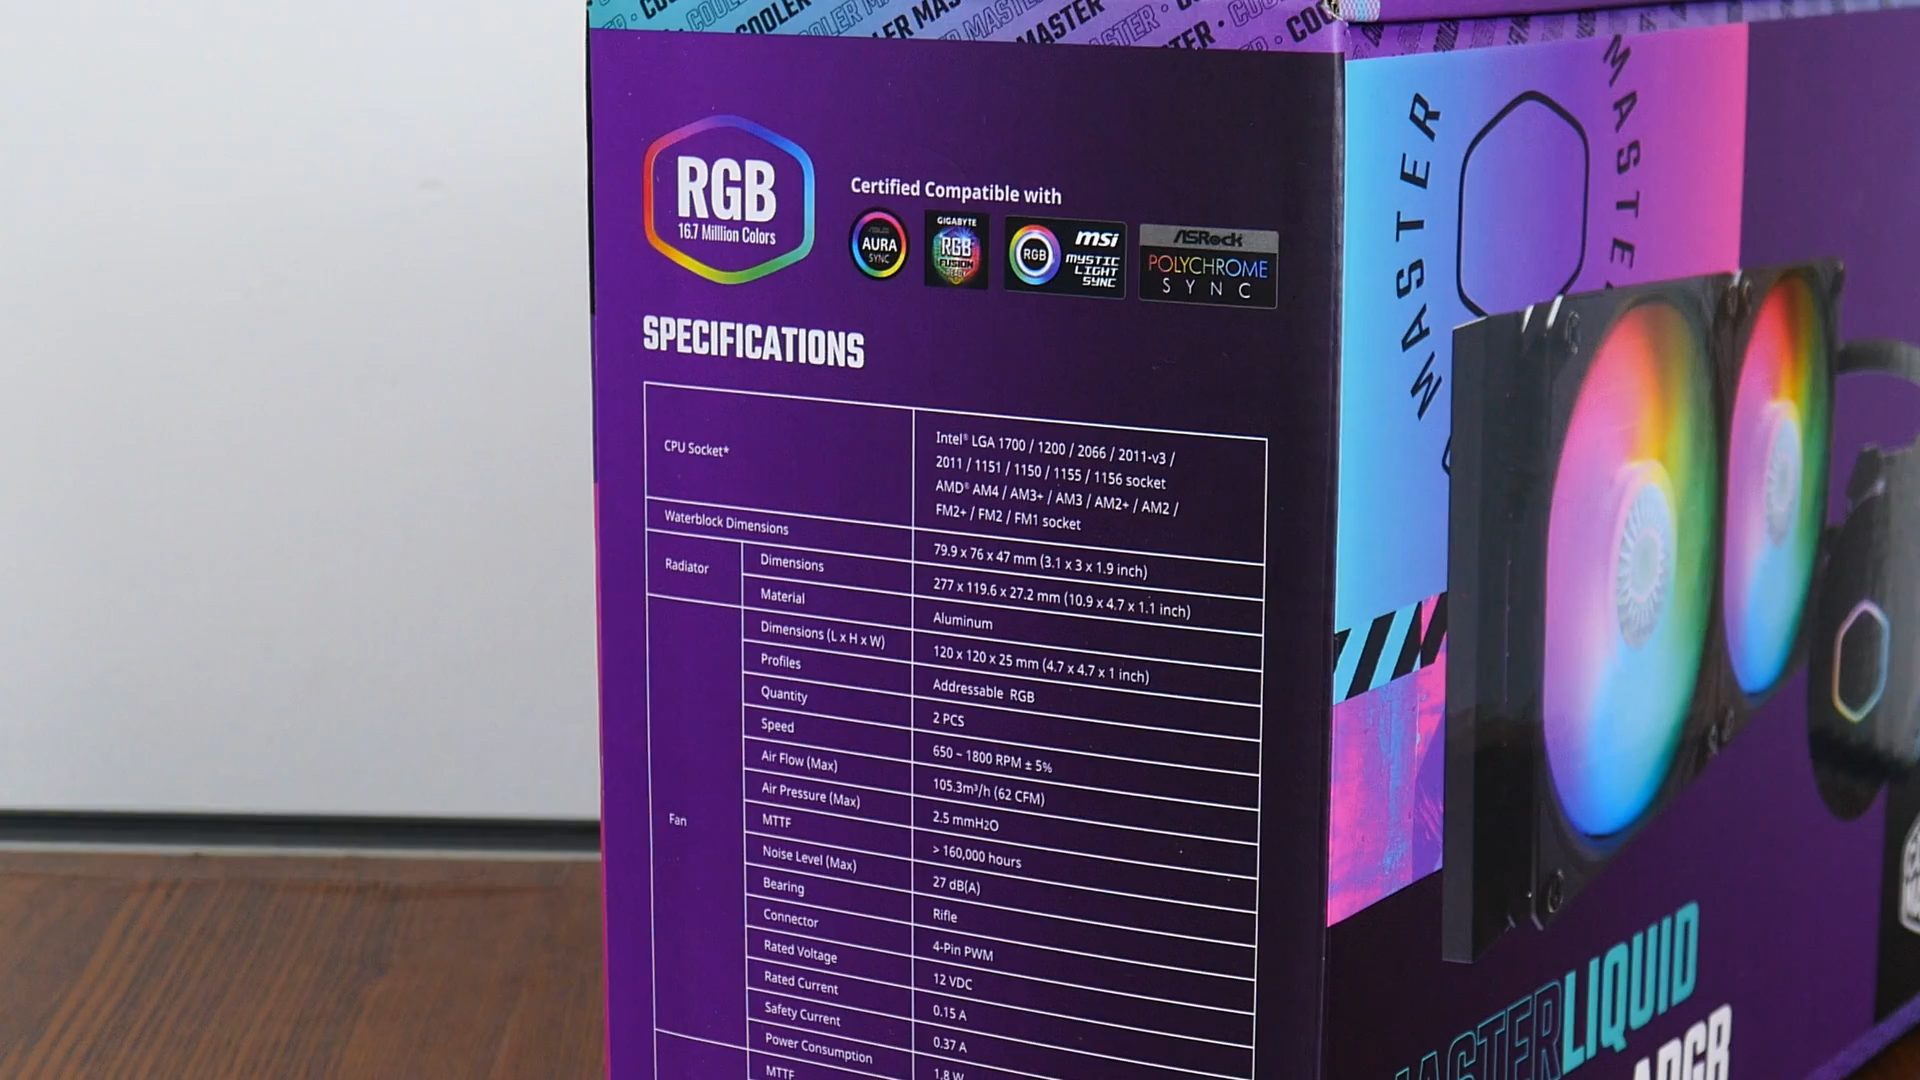 COOLER MASTER
RGB
16.7 Milllion Colors
Certified Compatible with
ASUS
AURA
SYNC
GIGABYTE
RGB
FUSION
READY
RGB
msi
MYSTIC
LIGHT
SYNC
ASRock
POLYCHROME
SYNC
SPECIFICATIONS
CPU Socket*
Intel® LGA 1700 / 1200 / 2066 / 2011-v3 /
2011 / 1151 / 1150 / 1155 / 1156 socket
AMD® AM4 / AM3+ / AM3 / AM2+ / AM2 /
FM2+ / FM2 / FM1 socket
Waterblock Dimensions
79.9 x 76 x 47 mm (3.1 x 3 x 1.9 inch)
Radiator
Dimensions
277 x 119.6 x 27.2 mm (10.9 x 4.7 x 1.1 inch)
Material
Aluminum
Fan
Dimensions (L x H x W)
120 x 120 x 25 mm (4.7 x 4.7 x 1 inch)
Profiles
Addressable RGB
Quantity
2 PCS
Speed
650 ~ 1800 RPM ± 5%
Air Flow (Max)
105.3m³/h (62 CFM)
Air Pressure (Max)
2.5 mmH2O
MTTF
> 160,000 hours
Noise Level (Max)
27 dB(A)
Bearing
Rifle
Connector
4-Pin PWM
Rated Voltage
12 VDC
Rated Current
0.15 A
Safety Current
0.37 A
Power Consumption
1.8 W
MTTF
MASTER
MASTE
MASTERLIQUID
ARGB